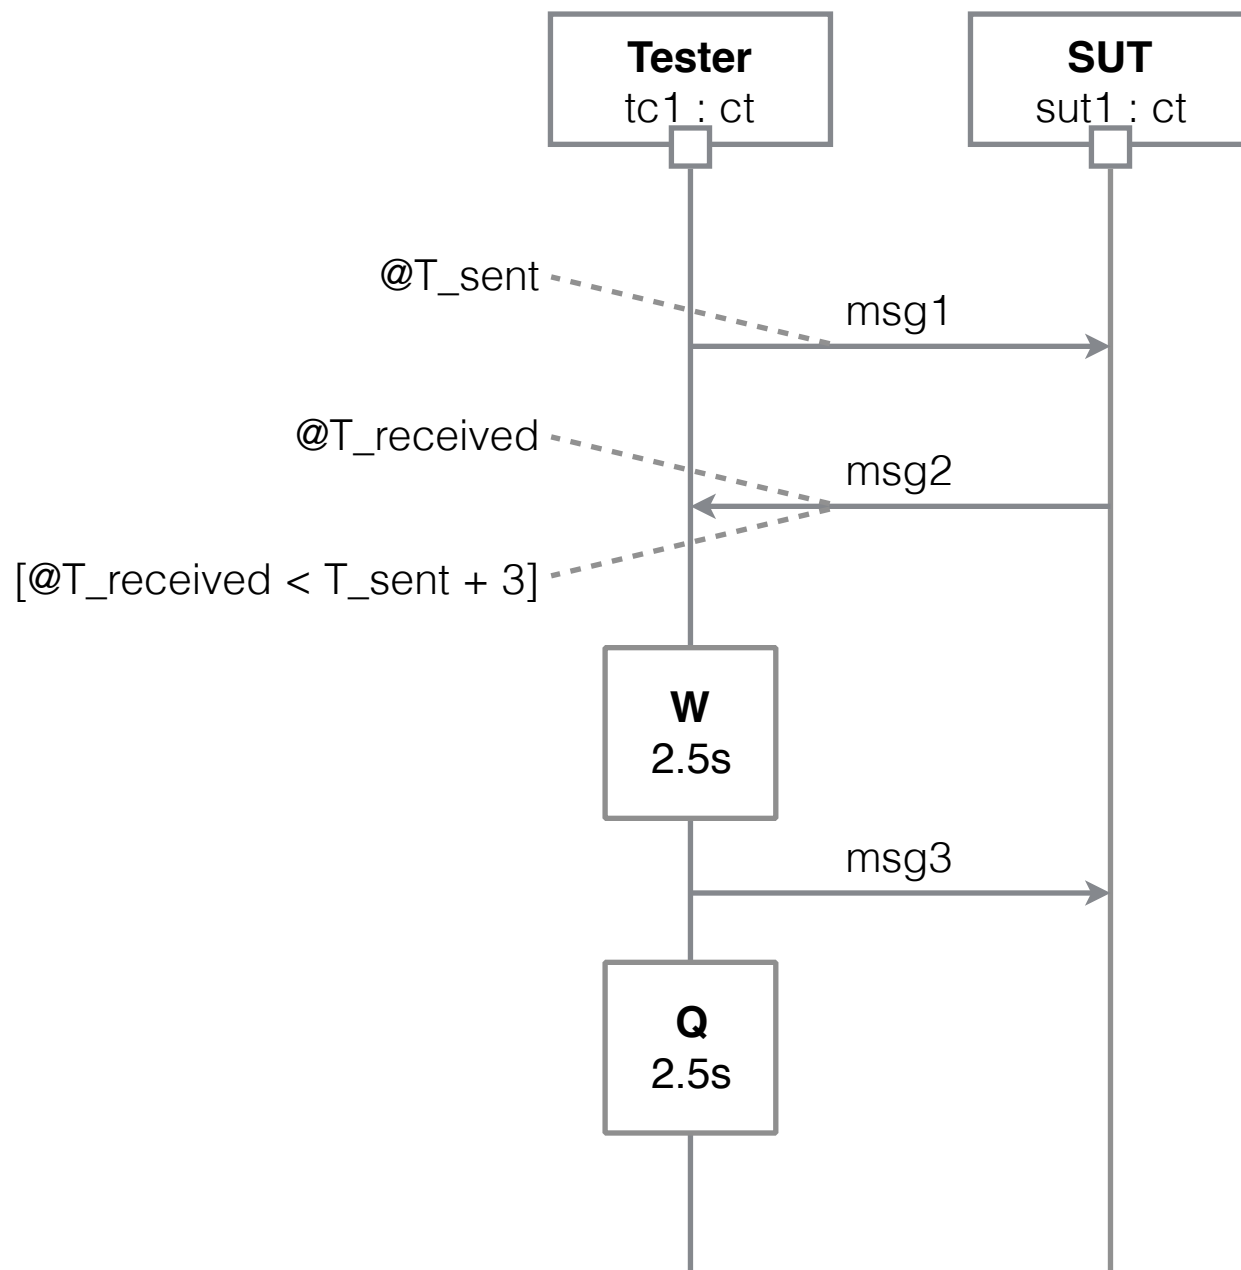 Tester
tc1 : ct
SUT
sut1 : ct
@T_sent
msg1
@T_received
msg2
[@T_received < T_sent + 3]
W
2.5s
msg3
Q
2.5s